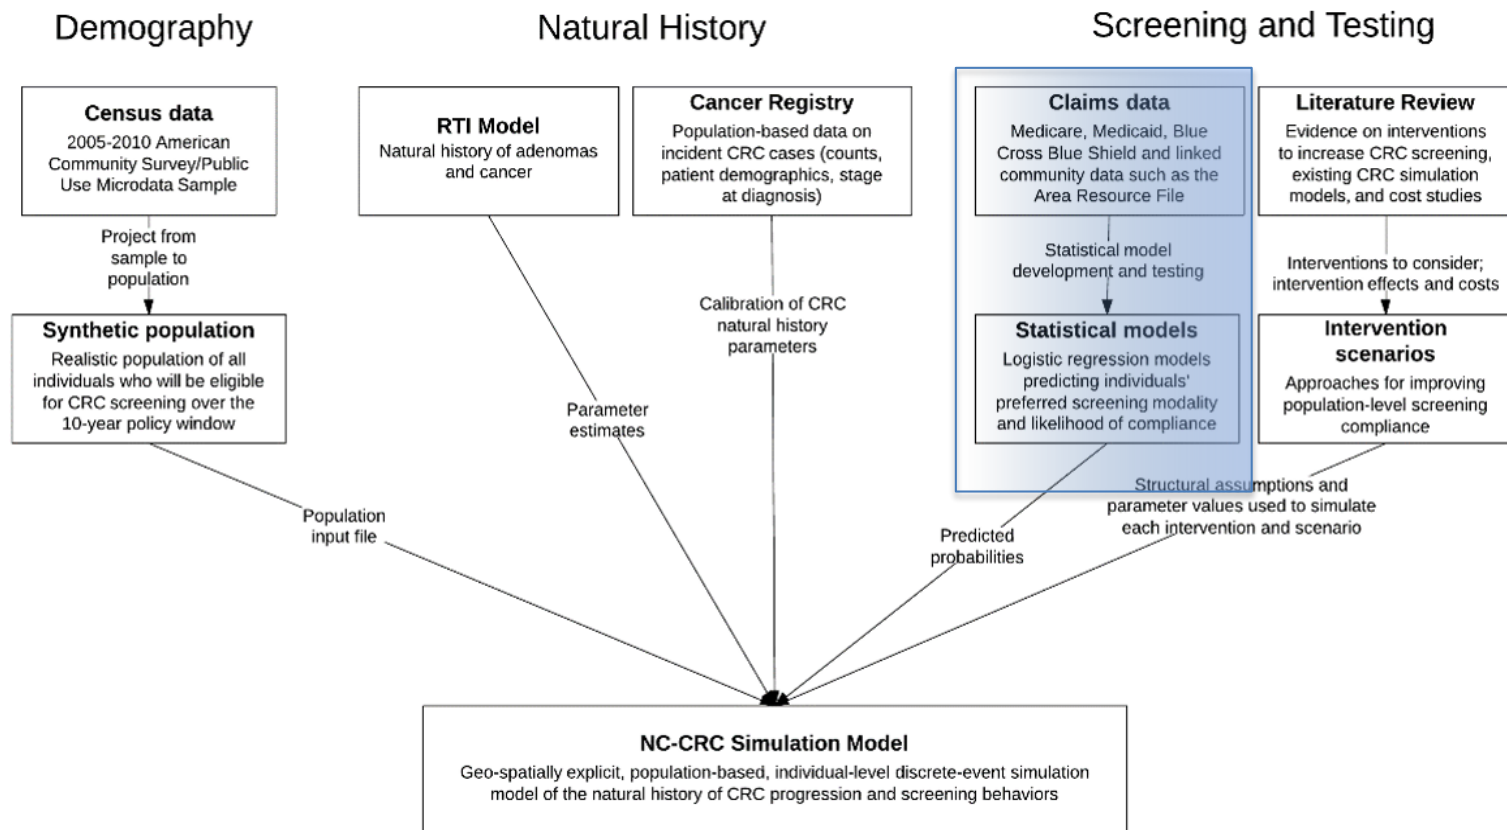 Demography
Natural History
Screening and Testing
Census data
2005-2010 American
Community Survey/Public
Use Microdata Sample
RTI Model
Natural history of adenomas
and cancer
Cancer Registry
Population-based data on
incident CRC cases (counts,
patient demographics, stage
at diagnosis)
Claims data
Medicare, Medicaid, Blue
Cross Blue Shield and linked
community data such as the
Area Resource File
Literature Review
Evidence on interventions
to increase CRC screening,
existing CRC simulation
models, and cost studies
Project from
sample to
population
Calibration of CRC
natural history
parameters
Statistical model
development and testing
Interventions to consider;
intervention effects and costs
Synthetic population
Realistic population of all
individuals who will be eligible
for CRC screening over the
10-year policy window
Statistical models
Logistic regression models
predicting individuals'
preferred screening modality
and likelihood of compliance
Intervention
scenarios
Approaches for improving
population-level screening
compliance
Population
input file
Parameter
estimates
Predicted
probabilities
Structural assumptions and
parameter values used to simulate
each intervention and scenario
NC-CRC Simulation Model
Geo-spatially explicit, population-based, individual-level discrete-event simulation
model of the natural history of CRC progression and screening behaviors